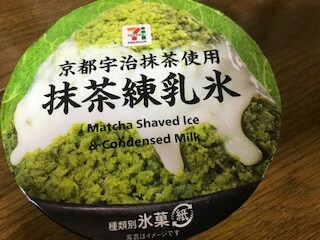 7
京都宇治抹茶使用
抹茶練乳氷
Matcha Shaved Ice
& Condensed Milk
種類別 氷菓 紙
写真はイメージです。